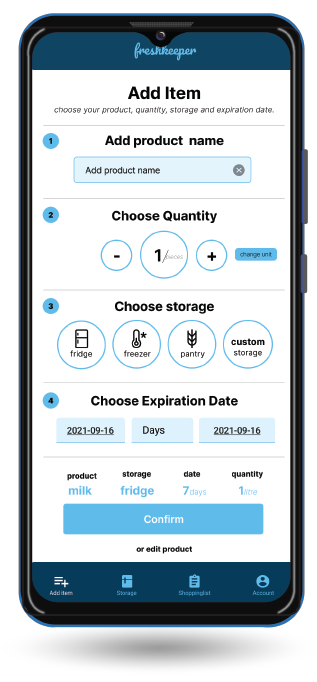 freshkeeper
Add Item
choose your product, quantity, storage and expiration date.
1 Add product name
Add product name
2 Choose Quantity
- 1/pieces + change unit
3 Choose storage
fridge freezer pantry custom storage
4 Choose Expiration Date
2021-09-16 Days 2021-09-16
product storage date quantity
milk fridge 7days 1litre
Confirm
or edit product
Add item Storage Shoppinglist Account